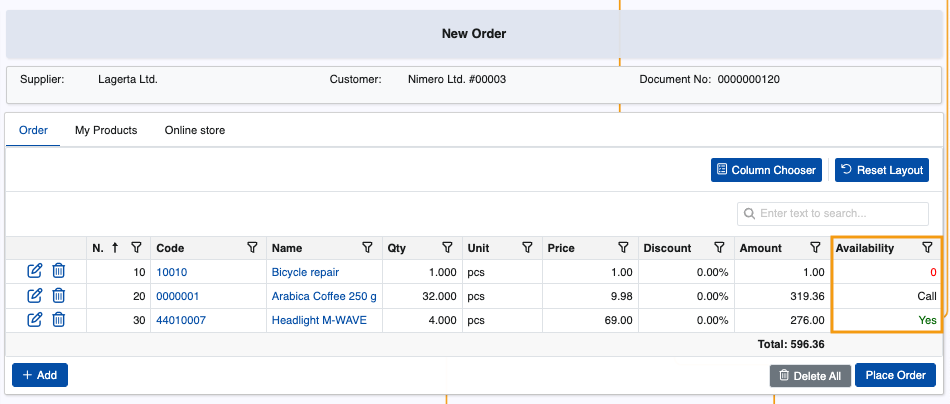 New Order
Supplier: Lagerta Ltd. Customer: Nimero Ltd. #00003 Document No: 0000000120
Order My Products Online store
Column Chooser Reset Layout
Enter text to search...
N. Code Name Qty Unit Price Discount Amount Availability
10 10010 Bicycle repair 1.000 pcs 1.00 0.00% 1.00 0
20 0000001 Arabica Coffee 250 g 32.000 pcs 9.98 0.00% 319.36 Call
30 44010007 Headlight M-WAVE 4.000 pcs 69.00 0.00% 276.00 Yes
Total: 596.36
+ Add Delete All Place Order